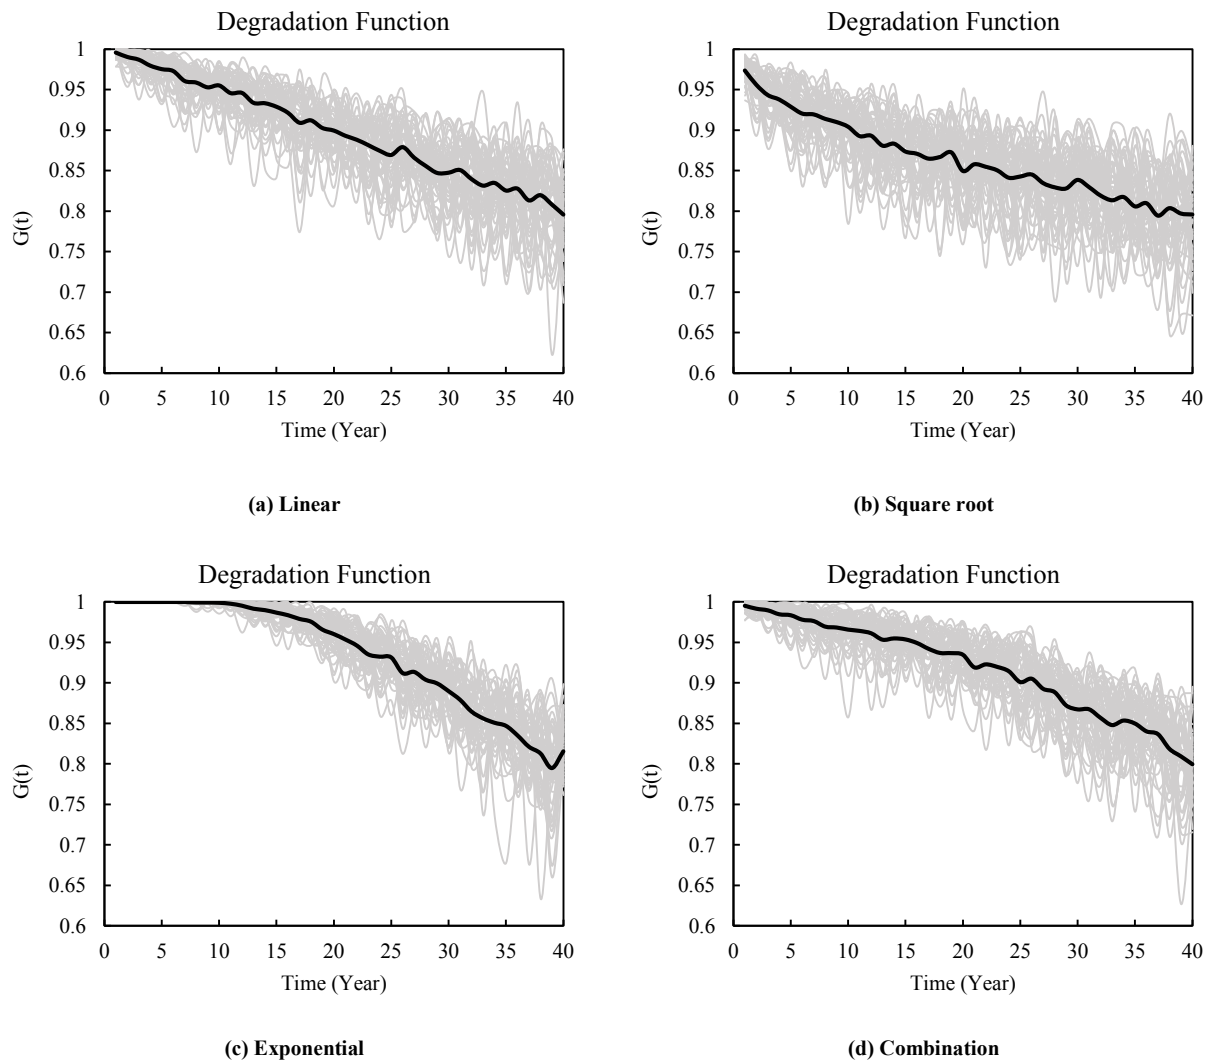 Degradation Function
1
0.95
0.9
0.85
0.8
0.75
0.7
0.65
0.6
G(t)
0 5 10 15 20 25 30 35 40
Time (Year)
(a) Linear
Degradation Function
1
0.95
0.9
0.85
0.8
0.75
0.7
0.65
0.6
G(t)
0 5 10 15 20 25 30 35 40
Time (Year)
(b) Square root
Degradation Function
1
0.95
0.9
0.85
0.8
0.75
0.7
0.65
0.6
G(t)
0 5 10 15 20 25 30 35 40
Time (Year)
(c) Exponential
Degradation Function
1
0.95
0.9
0.85
0.8
0.75
0.7
0.65
0.6
G(t)
0 5 10 15 20 25 30 35 40
Time (Year)
(d) Combination